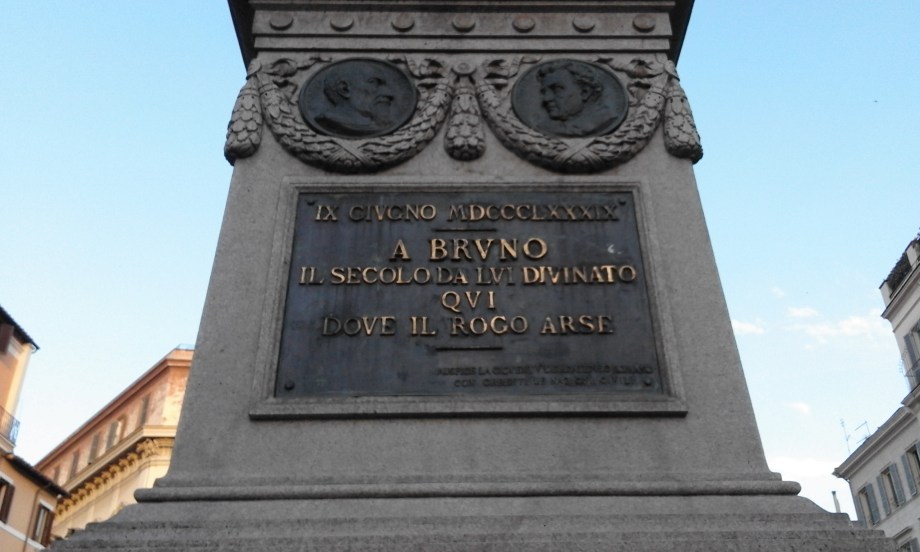 IX GIVGNO MDCCCLXXXIX
A BRVNO
IL SECOLO DA LVI DIVINATO
QVI
DOVE IL ROGO ARSE